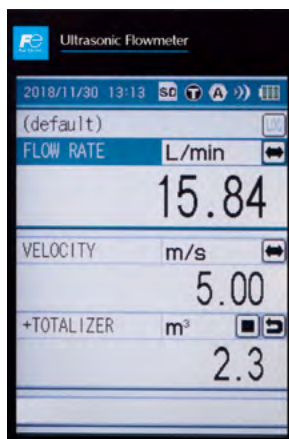 Fe Ultrasonic Flowmeter
2018/11/30 13:13 SD T A
(default) LOG
FLOW RATE L/min
15.84
VELOCITY m/s
5.00
+TOTALIZER m³
2.3